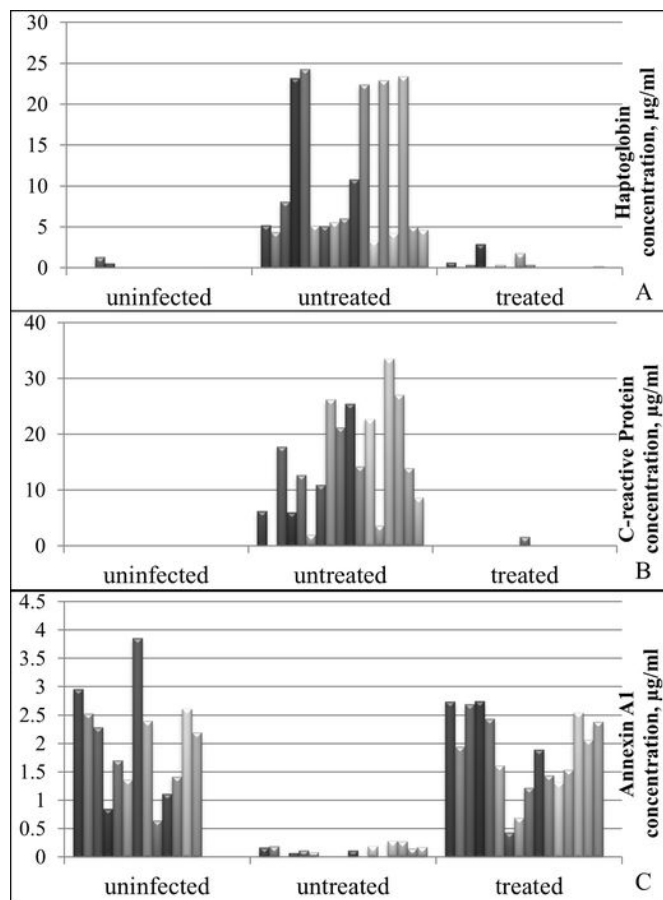 30
25
20
15
10
5
0
uninfected untreated treated
Haptoglobin
concentration, µg/ml
A
40
30
20
10
0
uninfected untreated treated
C-reactive Protein
concentration, µg/ml
B
4.5
4
3.5
3
2.5
2
1.5
1
0.5
0
uninfected untreated treated
Annexin A1
concentration, µg/ml
C